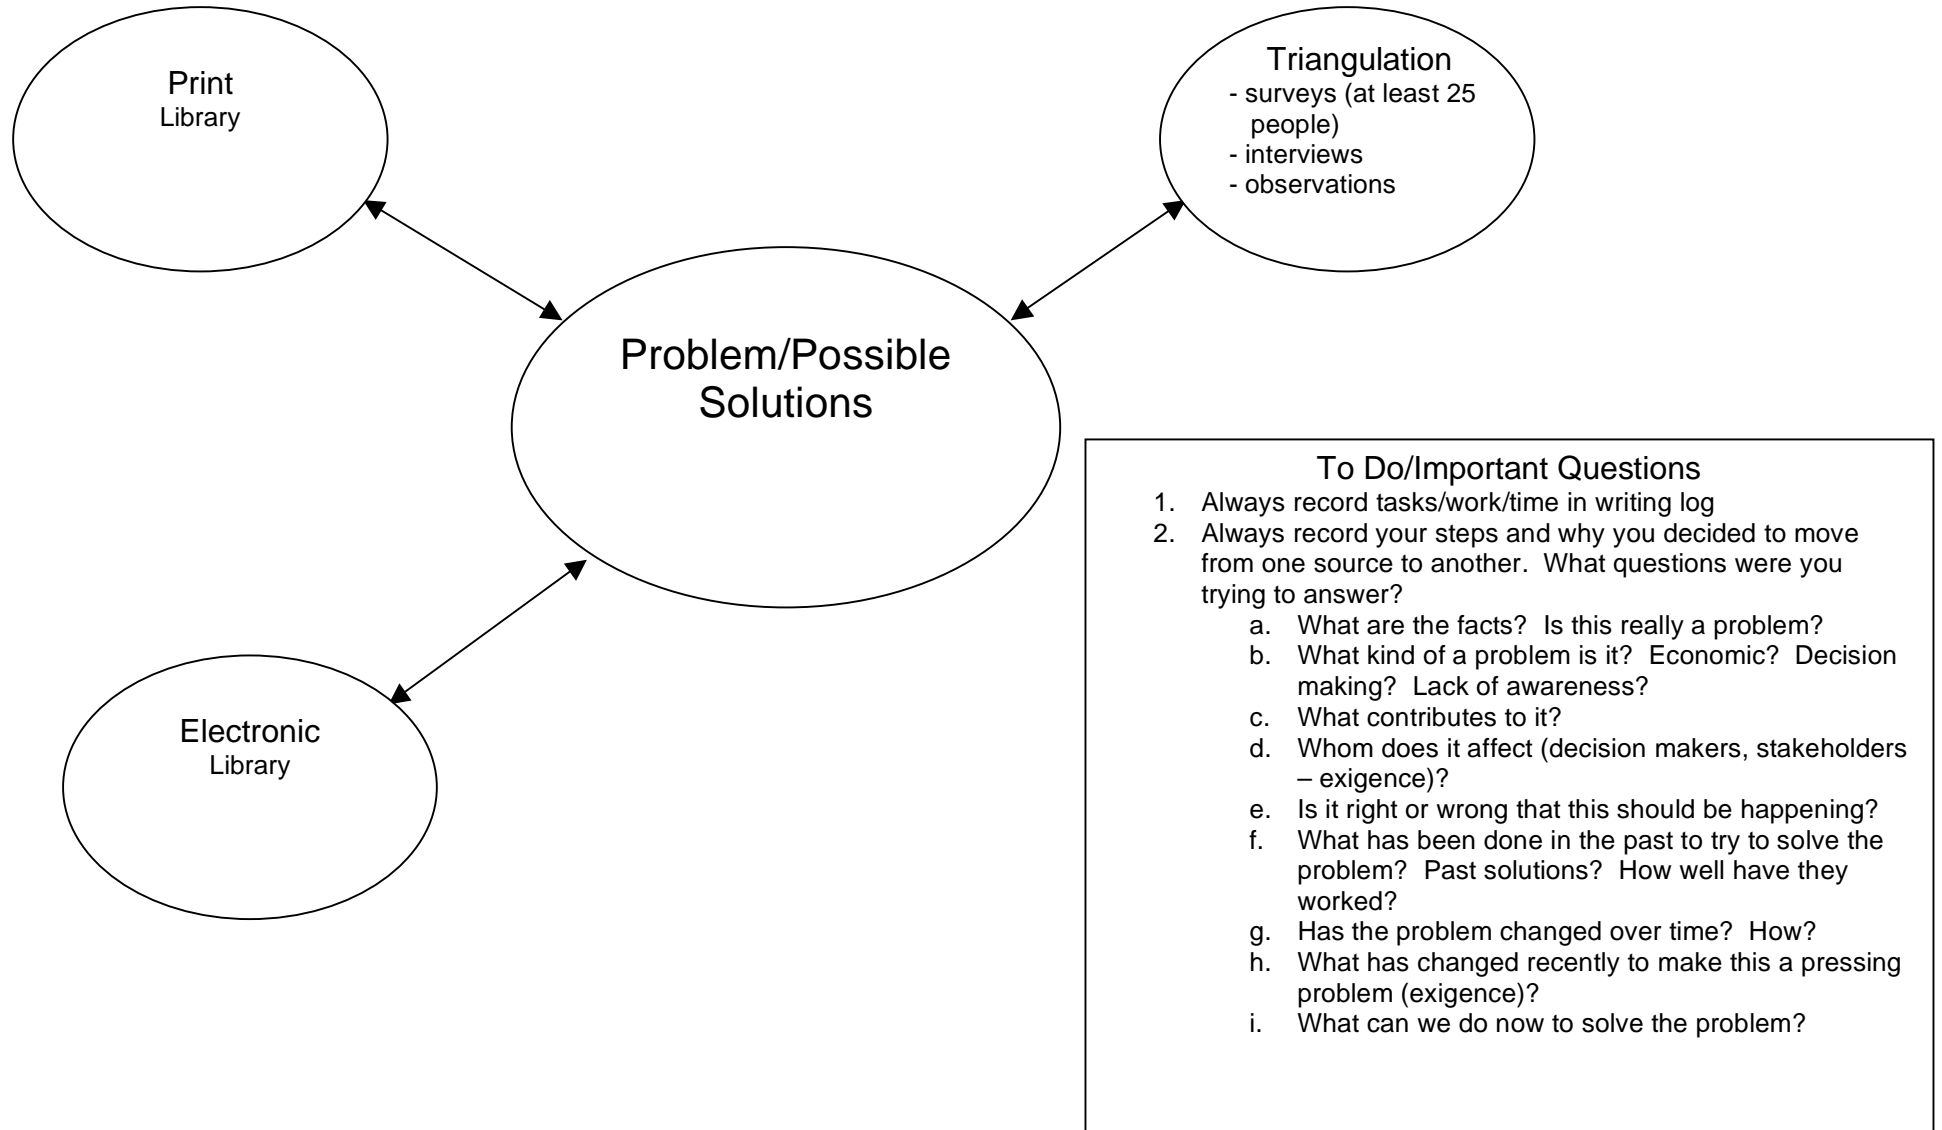 Print
Library
Triangulation
- surveys (at least 25
people)
- interviews
- observations
Problem/Possible
Solutions
Electronic
Library
To Do/Important Questions
1. Always record tasks/work/time in writing log
2. Always record your steps and why you decided to move
from one source to another.  What questions were you
trying to answer?
a. What are the facts?  Is this really a problem?
b. What kind of a problem is it?  Economic?  Decision
making?  Lack of awareness?
c. What contributes to it?
d. Whom does it affect (decision makers, stakeholders
– exigence)?
e. Is it right or wrong that this should be happening?
f. What has been done in the past to try to solve the
problem?  Past solutions?  How well have they
worked?
g. Has the problem changed over time?  How?
h. What has changed recently to make this a pressing
problem (exigence)?
i. What can we do now to solve the problem?